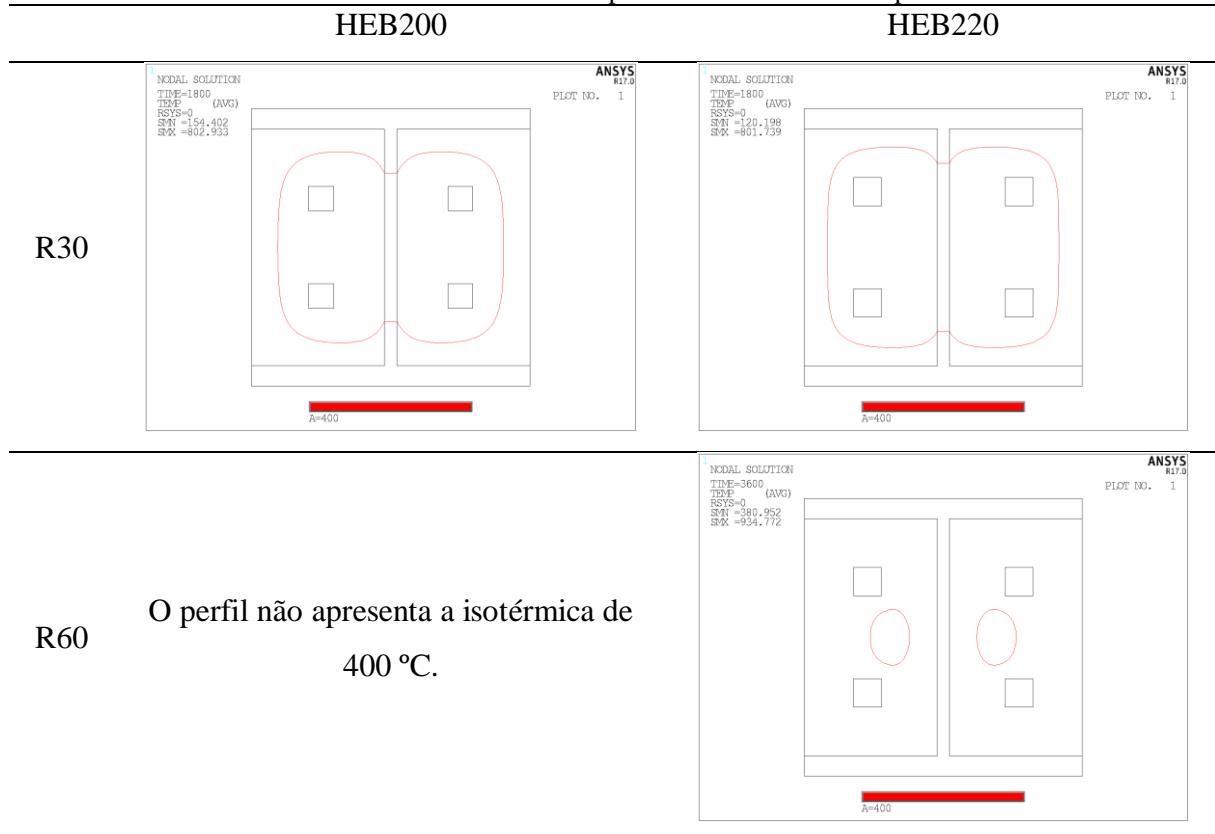 HEB200 HEB220
R30
1
NODAL SOLUTION
TIME=1800
TEMP (AVG)
RSYS=0
SMN =154.402
SMX =802.933
ANSYS
R17.0
PLOT NO. 1
A=400
1
NODAL SOLUTION
TIME=1800
TEMP (AVG)
RSYS=0
SMN =120.198
SMX =801.739
ANSYS
R17.0
PLOT NO. 1
A=400
R60
O perfil não apresenta a isotérmica de
400 ºC.
1
NODAL SOLUTION
TIME=3600
TEMP (AVG)
RSYS=0
SMN =380.952
SMX =934.772
ANSYS
R17.0
PLOT NO. 1
A=400